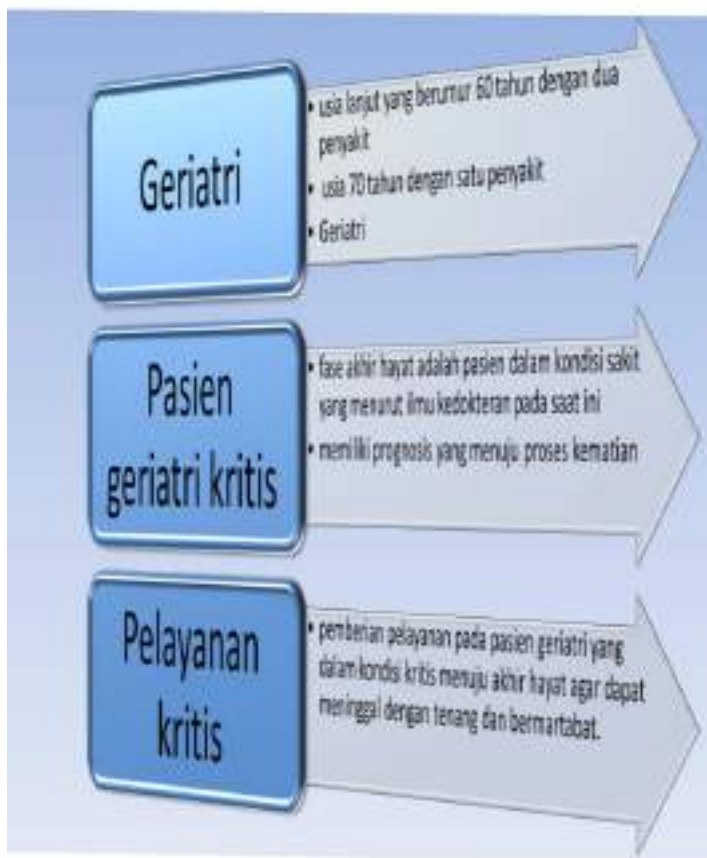 Geriatri
• usia lanjut yang berumur 60 tahun dengan dua
penyakit
• usia 70 tahun dengan satu penyakit
• Geriatri
Pasien
geriatri kritis
• fase akhir hayat adalah pasien dalam kondisi sakit
yang menurut ilmu kedokteran pada saat ini
• memiliki prognosis yang menuju proses kematian
Pelayanan
kritis
• pemberian pelayanan pada pasien geriatri yang
dalam kondisi kritis menuju akhir hayat agar dapat
meninggal dengan tenang dan bermartabat.